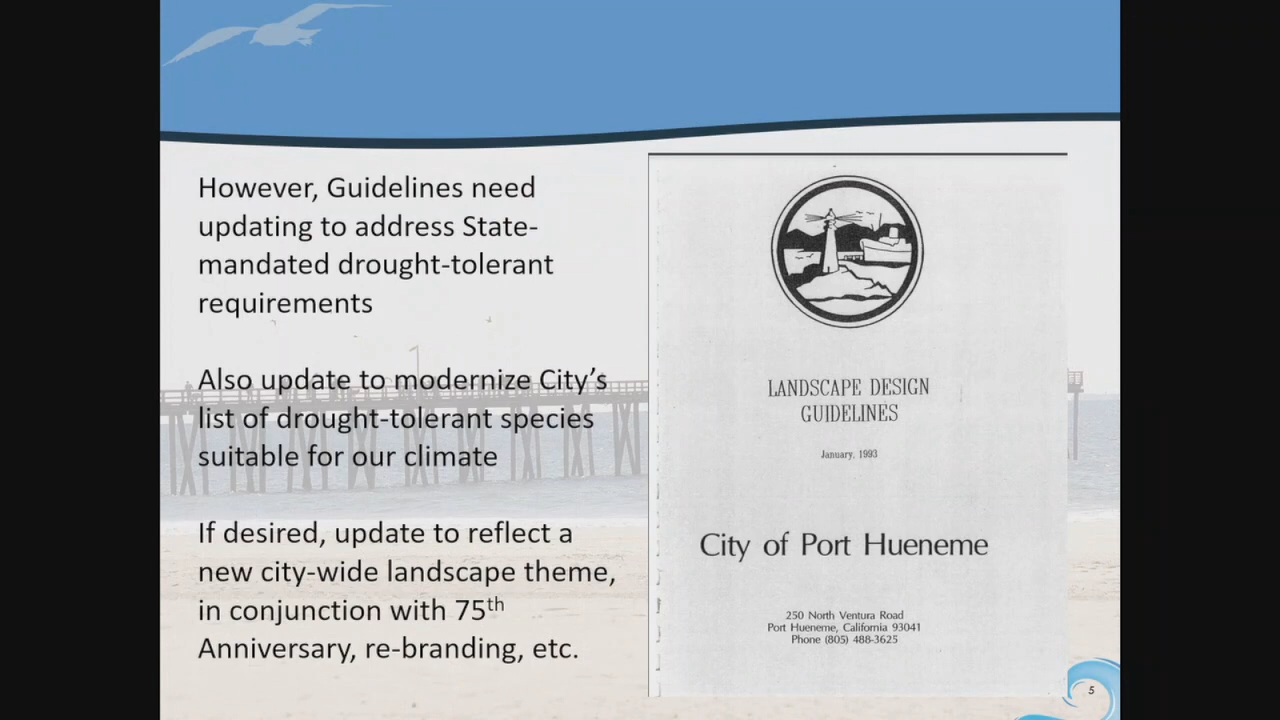 However, Guidelines need
updating to address State-
mandated drought-tolerant
requirements
Also update to modernize City's
list of drought-tolerant species
suitable for our climate
If desired, update to reflect a
new city-wide landscape theme,
in conjunction with 75th
Anniversary, re-branding, etc.
LANDSCAPE DESIGN
GUIDELINES
January, 1993
City of Port Hueneme
250 North Ventura Road
Port Hueneme, California 93041
Phone (805) 488-3625
5